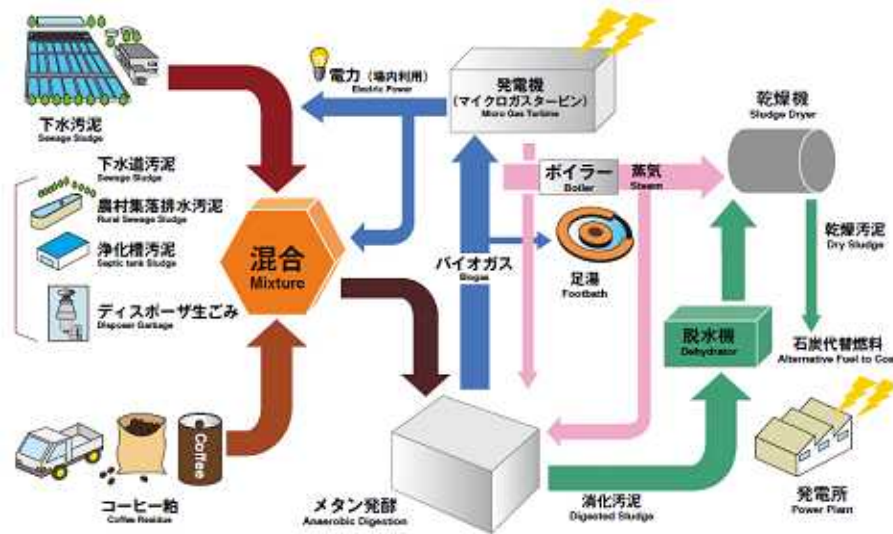 下水汚泥
Sewage Sludge
下水道汚泥
Sewage Sludge
農村集落排水汚泥
Rural Sewage Sludge
浄化槽汚泥
Septic tank Sludge
ディスポーザ生ごみ
Disposer Garbage
Coffee
コーヒー粕
Coffee Residue
混合
Mixture
電力（場内利用）
Electric Power
発電機
（マイクロガスタービン）
Micro Gas Turbine
ボイラー
Boiler
蒸気
Steam
バイオガス
Biogas
足湯
Footbath
メタン発酵
Anaerobic Digestion
消化汚泥
Digested Sludge
脱水機
Dehydrator
乾燥機
Sludge Dryer
乾燥汚泥
Dry Sludge
石炭代替燃料
Alternative Fuel to Coa
発電所
Power Plant